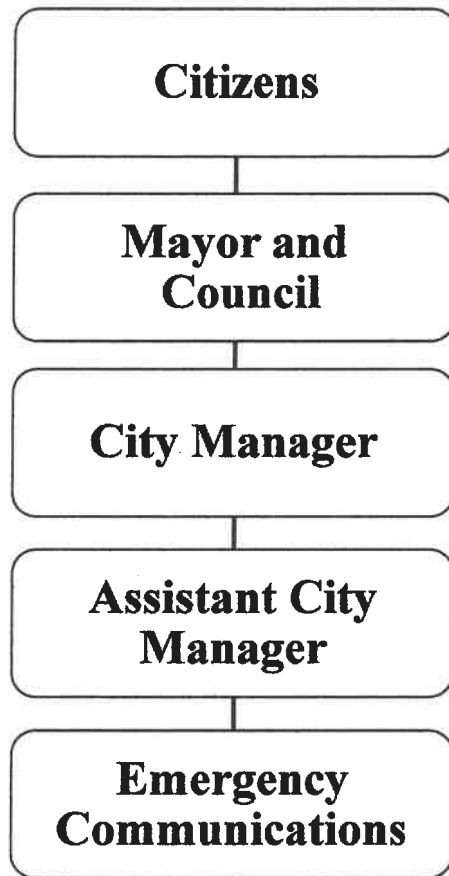 Citizens
Mayor and
Council
City Manager
Assistant City
Manager
Emergency
Communications